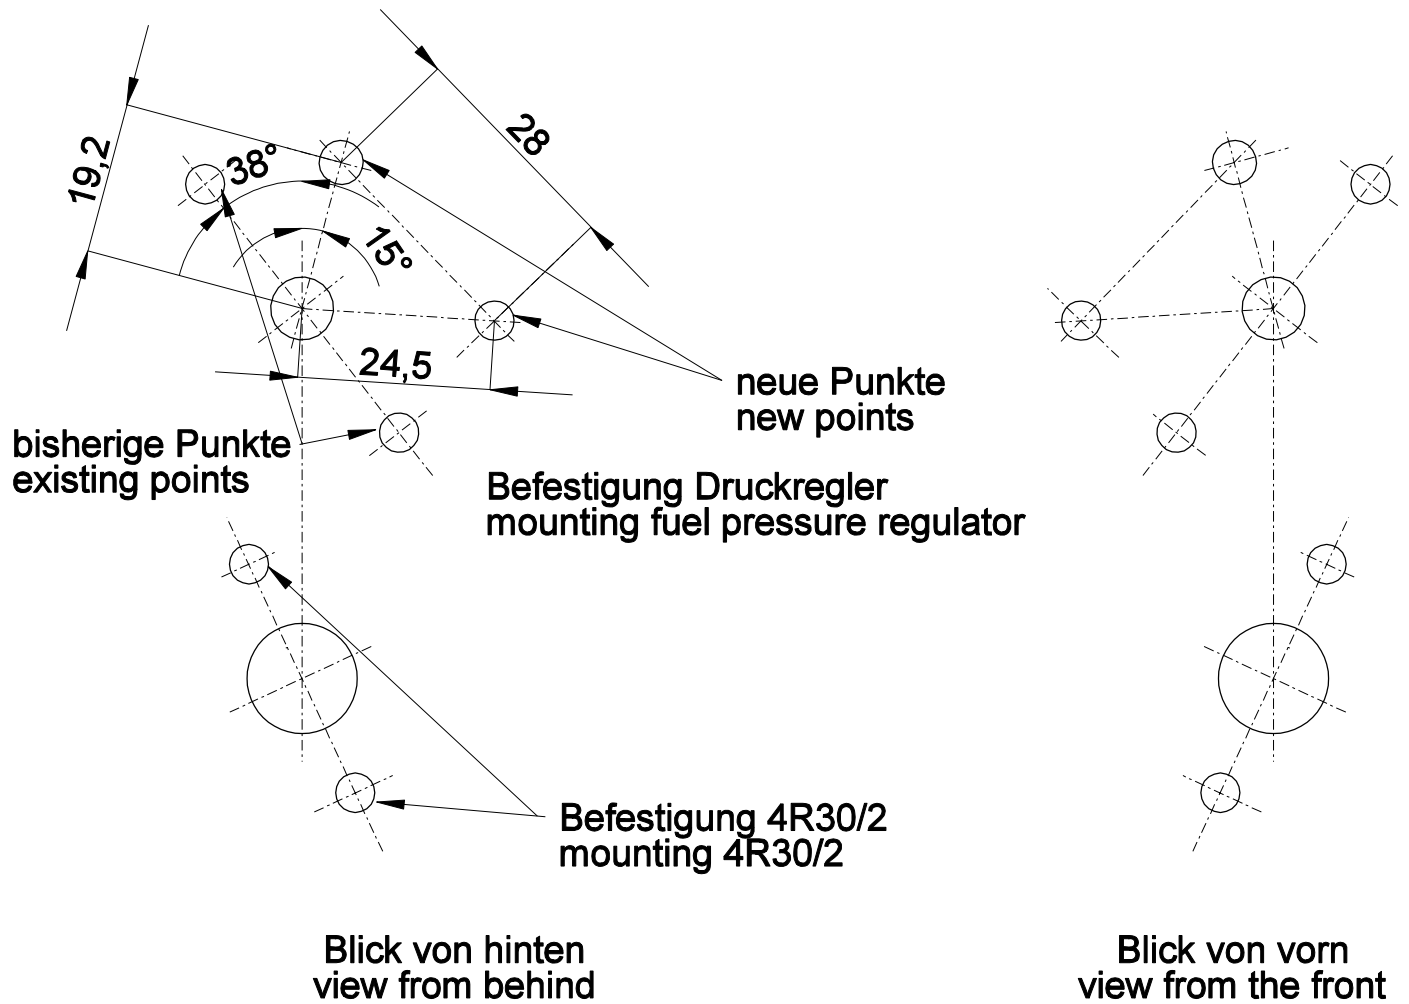 28
19,2
38°
15°
24,5
neue Punkte
new points
bisherige Punkte
existing points
Befestigung Druckregler
mounting fuel pressure regulator
Befestigung 4R30/2
mounting 4R30/2
Blick von hinten
view from behind
Blick von vorn
view from the front